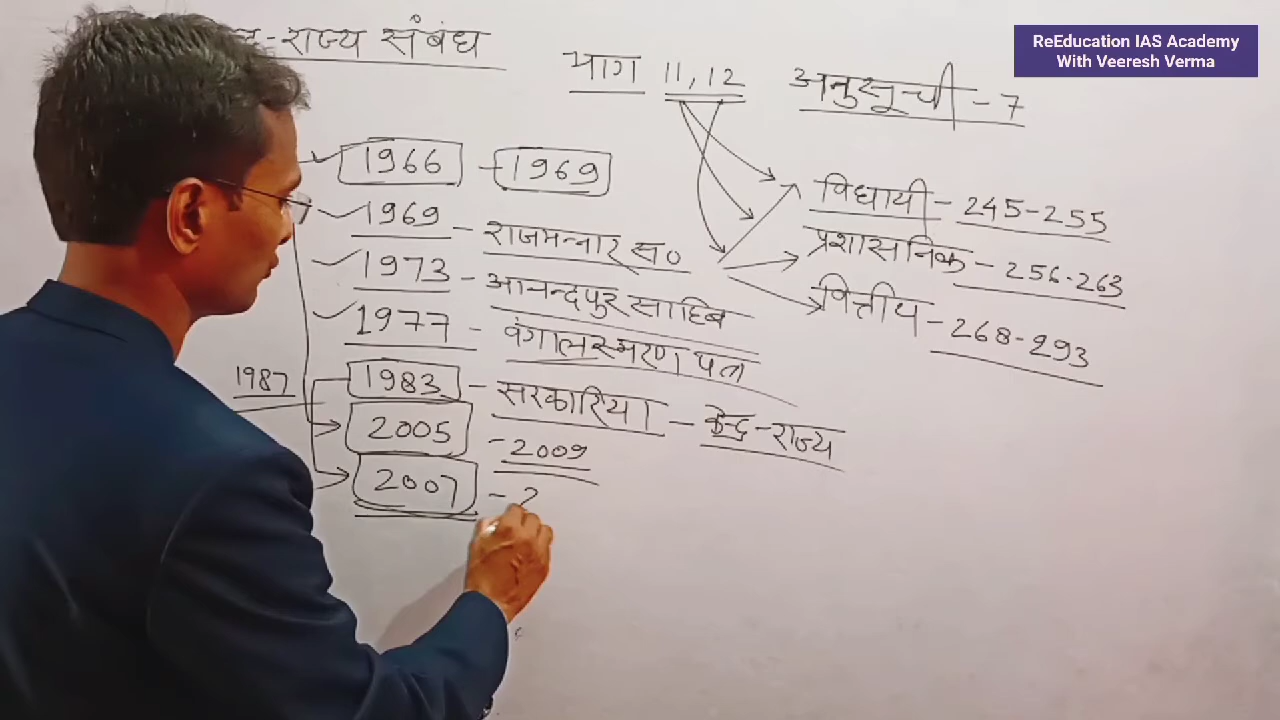 -राज्य संबंध
भाग 11, 12 अनुसूची - 7
ReEducation IAS Academy
With Veeresh Verma
1966 - 1969
1969 - राजमन्नार स०
1973 - आनन्दपुर साहिब
1977 - बंगाल स्मरण पत्र
1987
1983 - सरकारिया - केन्द्र-राज्य
2005 - 2009
2007 - 2
विधायी - 245-255
प्रशासनिक - 256-263
वित्तीय - 268-293